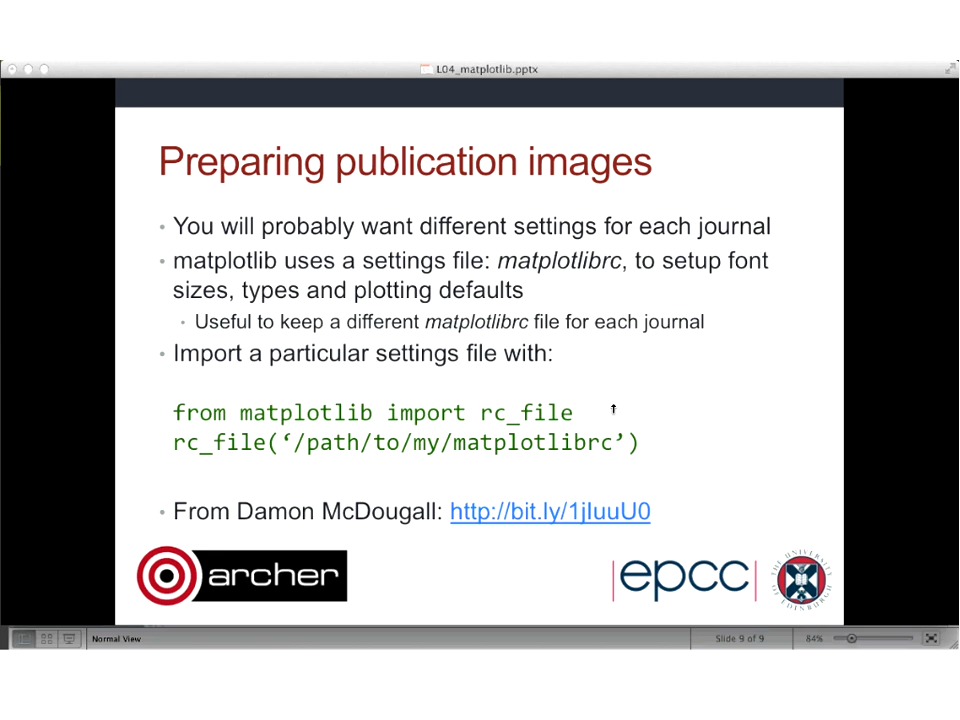 L04_matplotlib.pptx
Preparing publication images
• You will probably want different settings for each journal
• matplotlib uses a settings file: matplotlibrc, to setup font
sizes, types and plotting defaults
• Useful to keep a different matplotlibrc file for each journal
• Import a particular settings file with:
from matplotlib import rc_file
rc_file(‘/path/to/my/matplotlibrc’)
• From Damon McDougall: http://bit.ly/1jIuuU0
archer
|epcc|
THE UNIVERSITY OF EDINBURGH
Normal View
Slide 9 of 9
84%